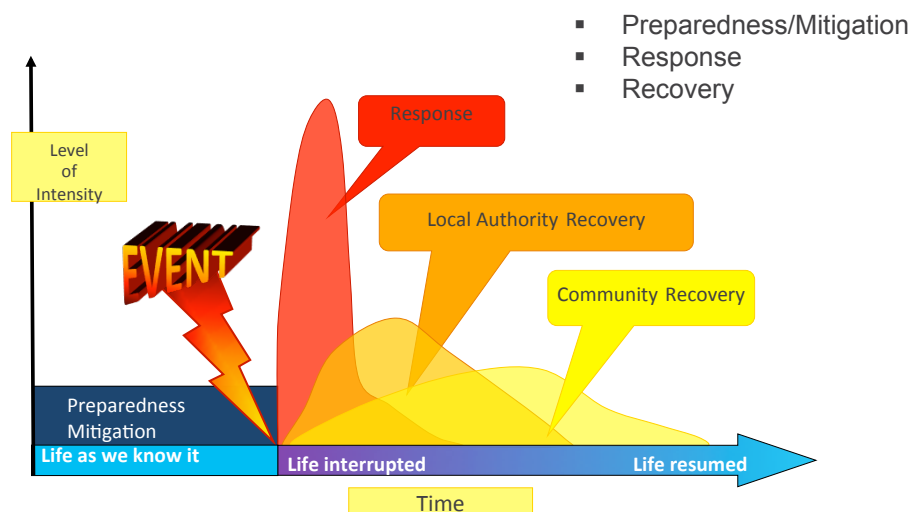 Preparedness/Mitigation
Response
Recovery
Response
Level
of
Intensity
Local Authority Recovery
EVENT
Community Recovery
Preparedness
Mitigation
Life as we know it
Life interrupted
Life resumed
Time